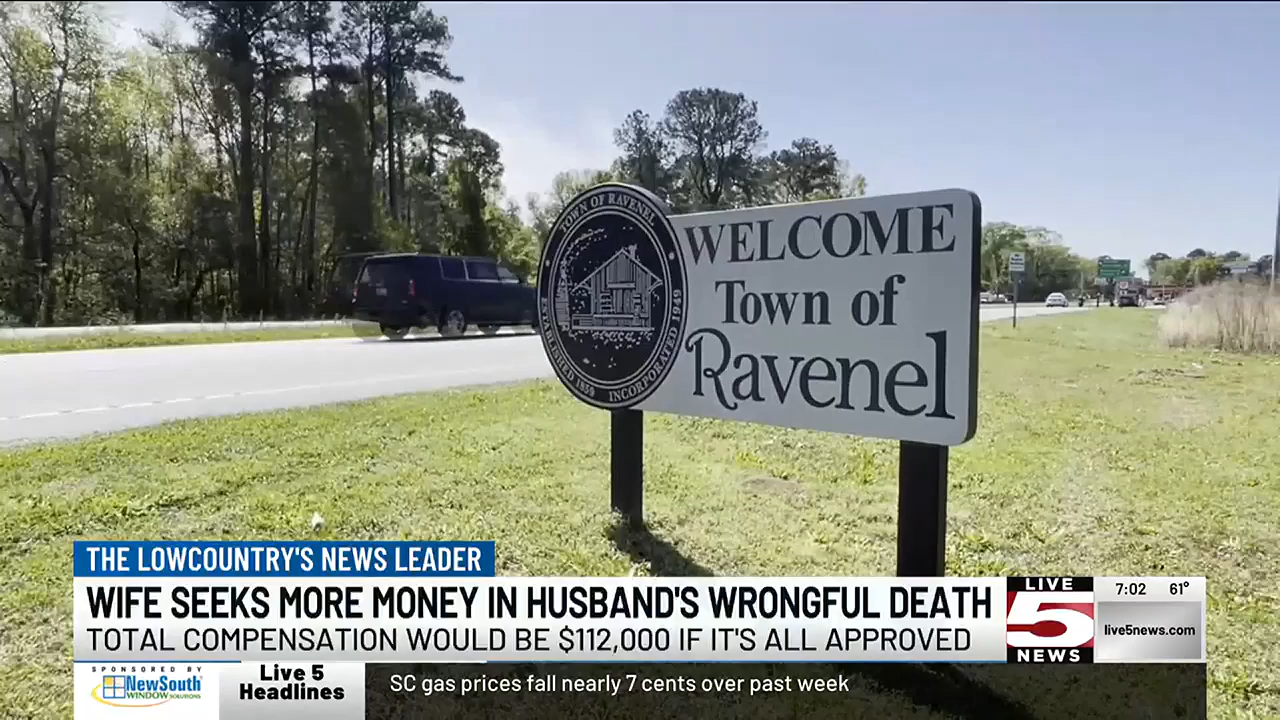 TOWN OF RAVENEL
ESTABLISHED 1859 INCORPORATED 1949
WELCOME
Town of
Ravenel
THE LOWCOUNTRY'S NEWS LEADER
WIFE SEEKS MORE MONEY IN HUSBAND'S WRONGFUL DEATH
TOTAL COMPENSATION WOULD BE $112,000 IF IT'S ALL APPROVED
LIVE
5
NEWS
7:02 61°
live5news.com
SPONSORED BY
NewSouth
WINDOW SOLUTIONS
Live 5
Headlines
SC gas prices fall nearly 7 cents over past week